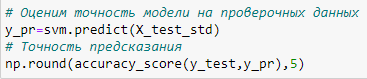 # Оценим точность модели на проверочных данных
y_pr=svm.predict(X_test_std)
# Точность предсказания
np.round(accuracy_score(y_test,y_pr),5)